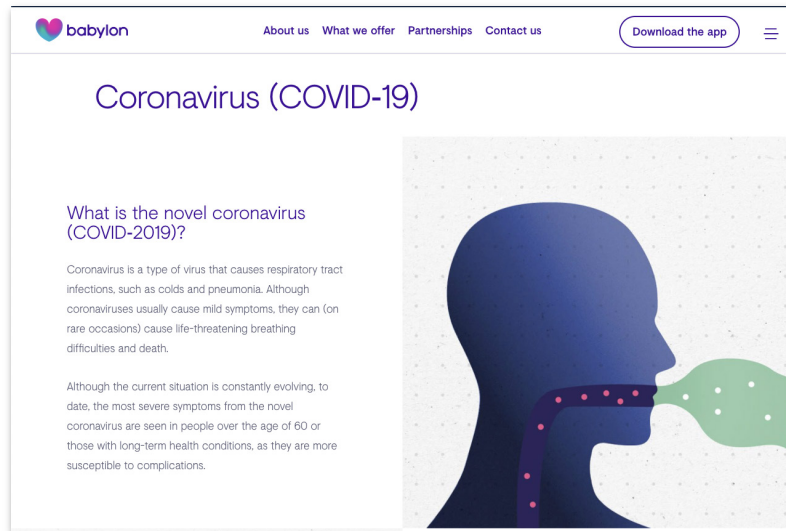 babylon
About us What we offer Partnerships Contact us
Download the app
Coronavirus (COVID-19)
What is the novel coronavirus
(COVID-2019)?
Coronavirus is a type of virus that causes respiratory tract
infections, such as colds and pneumonia. Although
coronaviruses usually cause mild symptoms, they can (on
rare occasions) cause life-threatening breathing
difficulties and death.
Although the current situation is constantly evolving, to
date, the most severe symptoms from the novel
coronavirus are seen in people over the age of 60 or
those with long-term health conditions, as they are more
susceptible to complications.